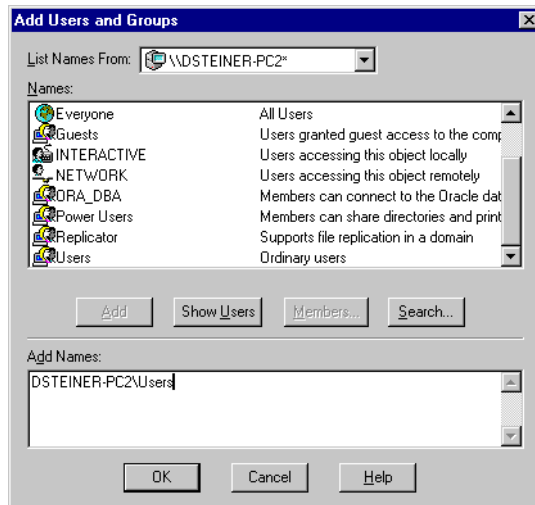 Add Users and Groups
List Names From: \\DSTEINER-PC2*
Names:
Everyone All Users
Guests Users granted guest access to the comp
INTERACTIVE Users accessing this object locally
NETWORK Users accessing this object remotely
ORA_DBA Members can connect to the Oracle dat
Power Users Members can share directories and print
Replicator Supports file replication in a domain
Users Ordinary users
Add Show Users Members... Search...
Add Names:
DSTEINER-PC2\Users
OK Cancel Help